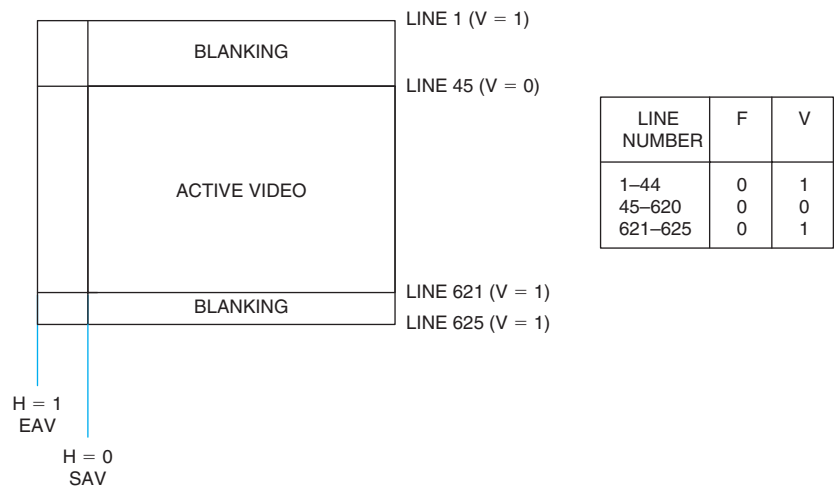 LINE 1 (V = 1)
BLANKING
LINE 45 (V = 0)
ACTIVE VIDEO
LINE 621 (V = 1)
BLANKING
LINE 625 (V = 1)
H = 1
EAV
H = 0
SAV
LINE NUMBER F V
1–44 0 1
45–620 0 0
621–625 0 1